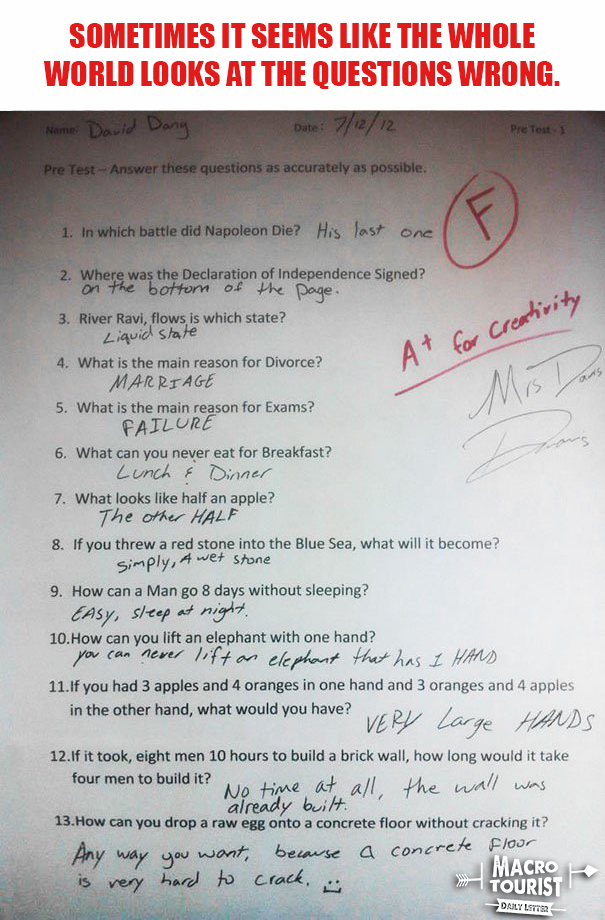 SOMETIMES IT SEEMS LIKE THE WHOLE
WORLD LOOKS AT THE QUESTIONS WRONG.
Name: David Dang Date: 7/12/12 Pre Test - 1
Pre Test – Answer these questions as accurately as possible.
F
1. In which battle did Napoleon Die? His last one
2. Where was the Declaration of Independence Signed?
on the bottom of the page.
3. River Ravi, flows is which state?
Liquid state
A+ for creativity
4. What is the main reason for Divorce?
MARRIAGE
Mrs Davis
5. What is the main reason for Exams?
FAILURE
6. What can you never eat for Breakfast?
Lunch & Dinner
7. What looks like half an apple?
The other HALF
8. If you threw a red stone into the Blue Sea, what will it become?
simply, A wet stone
9. How can a Man go 8 days without sleeping?
EASY, sleep at night.
10.How can you lift an elephant with one hand?
you can never lift an elephant that has 1 HAND
11.If you had 3 apples and 4 oranges in one hand and 3 oranges and 4 apples
in the other hand, what would you have?
VERY Large HANDS
12.If it took, eight men 10 hours to build a brick wall, how long would it take
four men to build it?
No time at all, the wall was
already built.
13.How can you drop a raw egg onto a concrete floor without cracking it?
Any way you want, because a concrete floor
is very hard to crack.
MACRO
TOURIST
DAILY LETTER